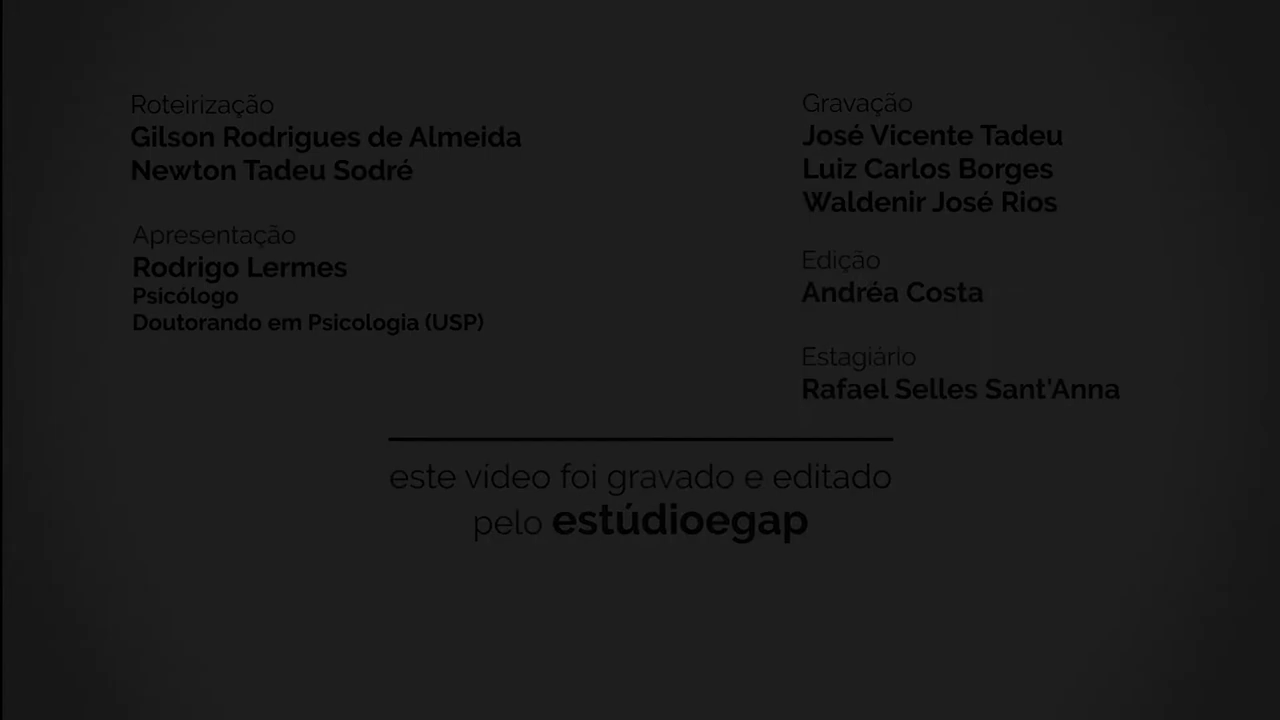 Roteirização
Gilson Rodrigues de Almeida
Newton Tadeu Sodré
Apresentação
Rodrigo Lermes
Psicólogo
Doutorando em Psicologia (USP)
Gravação
José Vicente Tadeu
Luiz Carlos Borges
Waldenir José Rios
Edição
Andréa Costa
Estagiário
Rafael Selles Sant'Anna
este vídeo foi gravado e editado
pelo estúdioegap